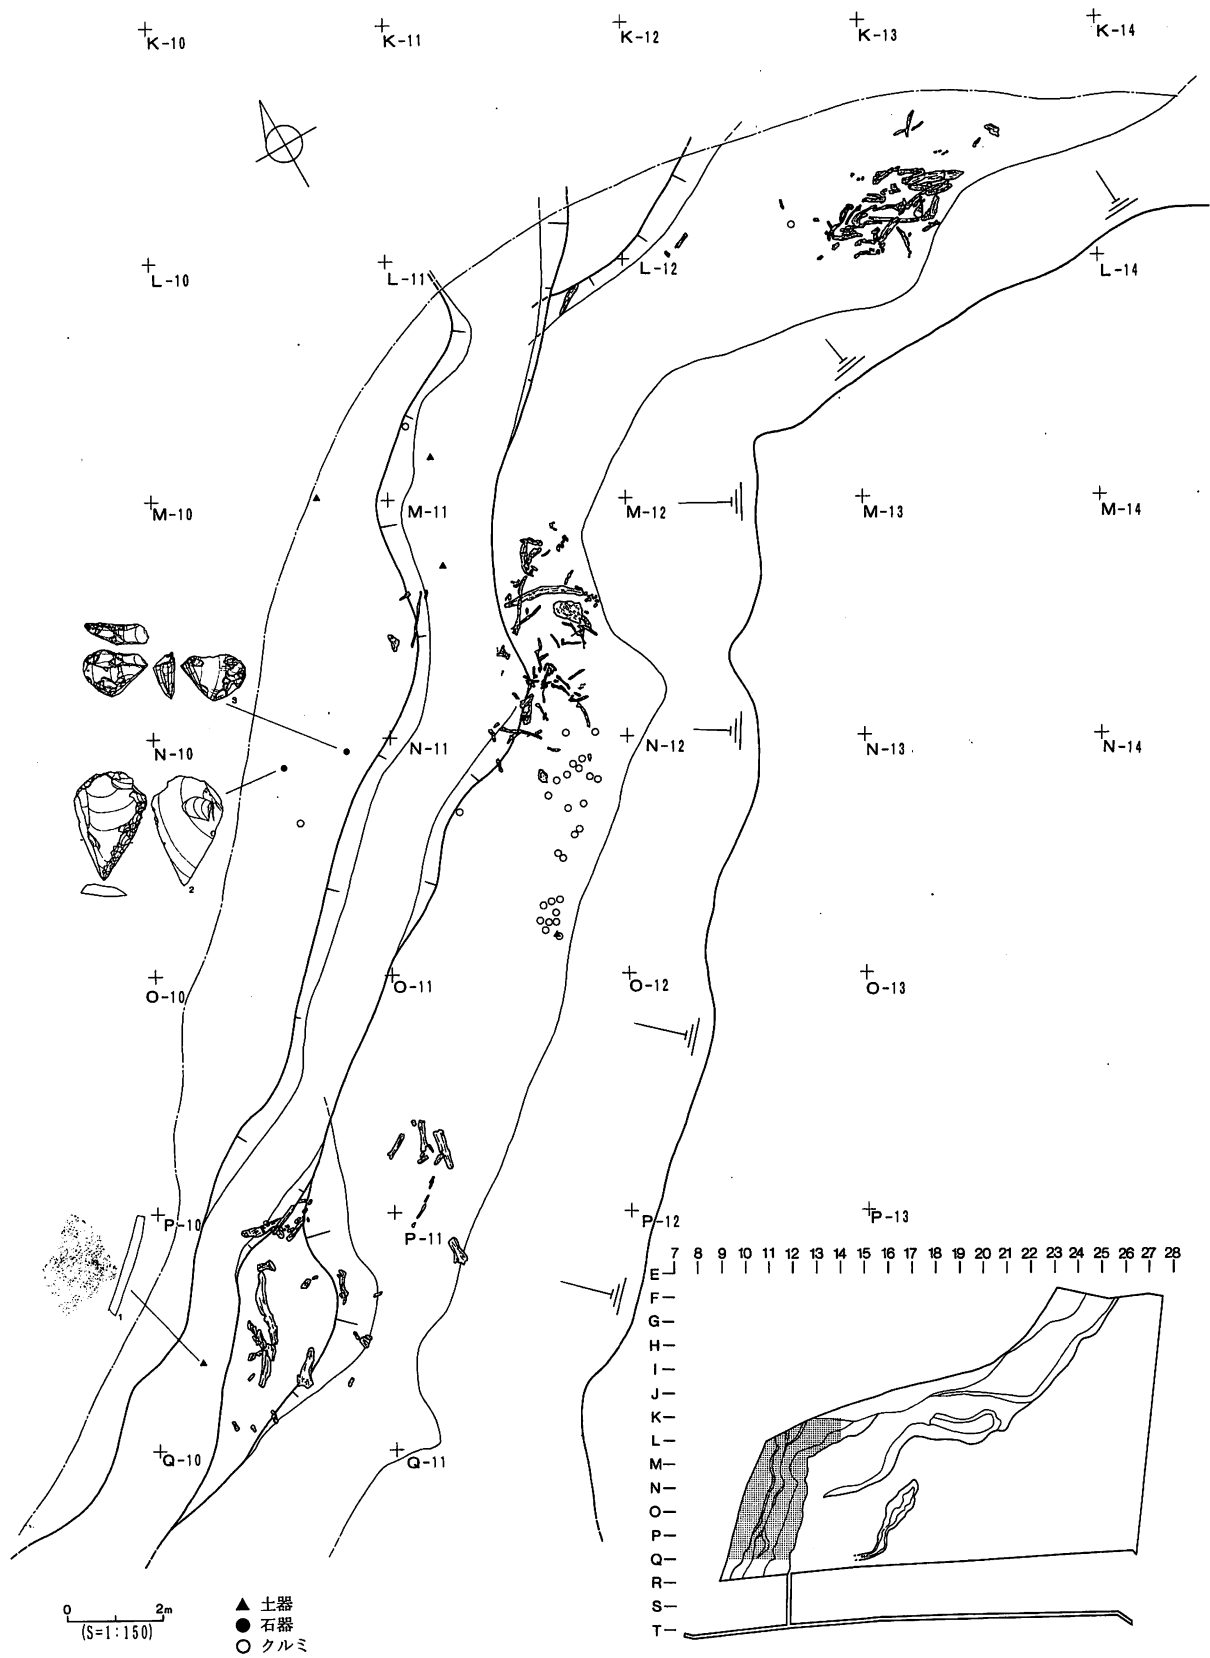 K-10 K-11 K-12 K-13 K-14
L-10 L-11 L-12 L-14
M-10 M-11 M-12 M-13 M-14
3
N-10 N-11 N-12 N-13 N-14
2
O-10 O-11 O-12 O-13
P-10 P-11 P-12 P-13
1
Q-10 Q-11
7 8 9 10 11 12 13 14 15 16 17 18 19 20 21 22 23 24 25 26 27 28
E
F
G
H
I
J
K
L
M
N
O
P
Q
R
S
T
0 2m
(S=1:150)
▲ 土器
● 石器
○ クルミ